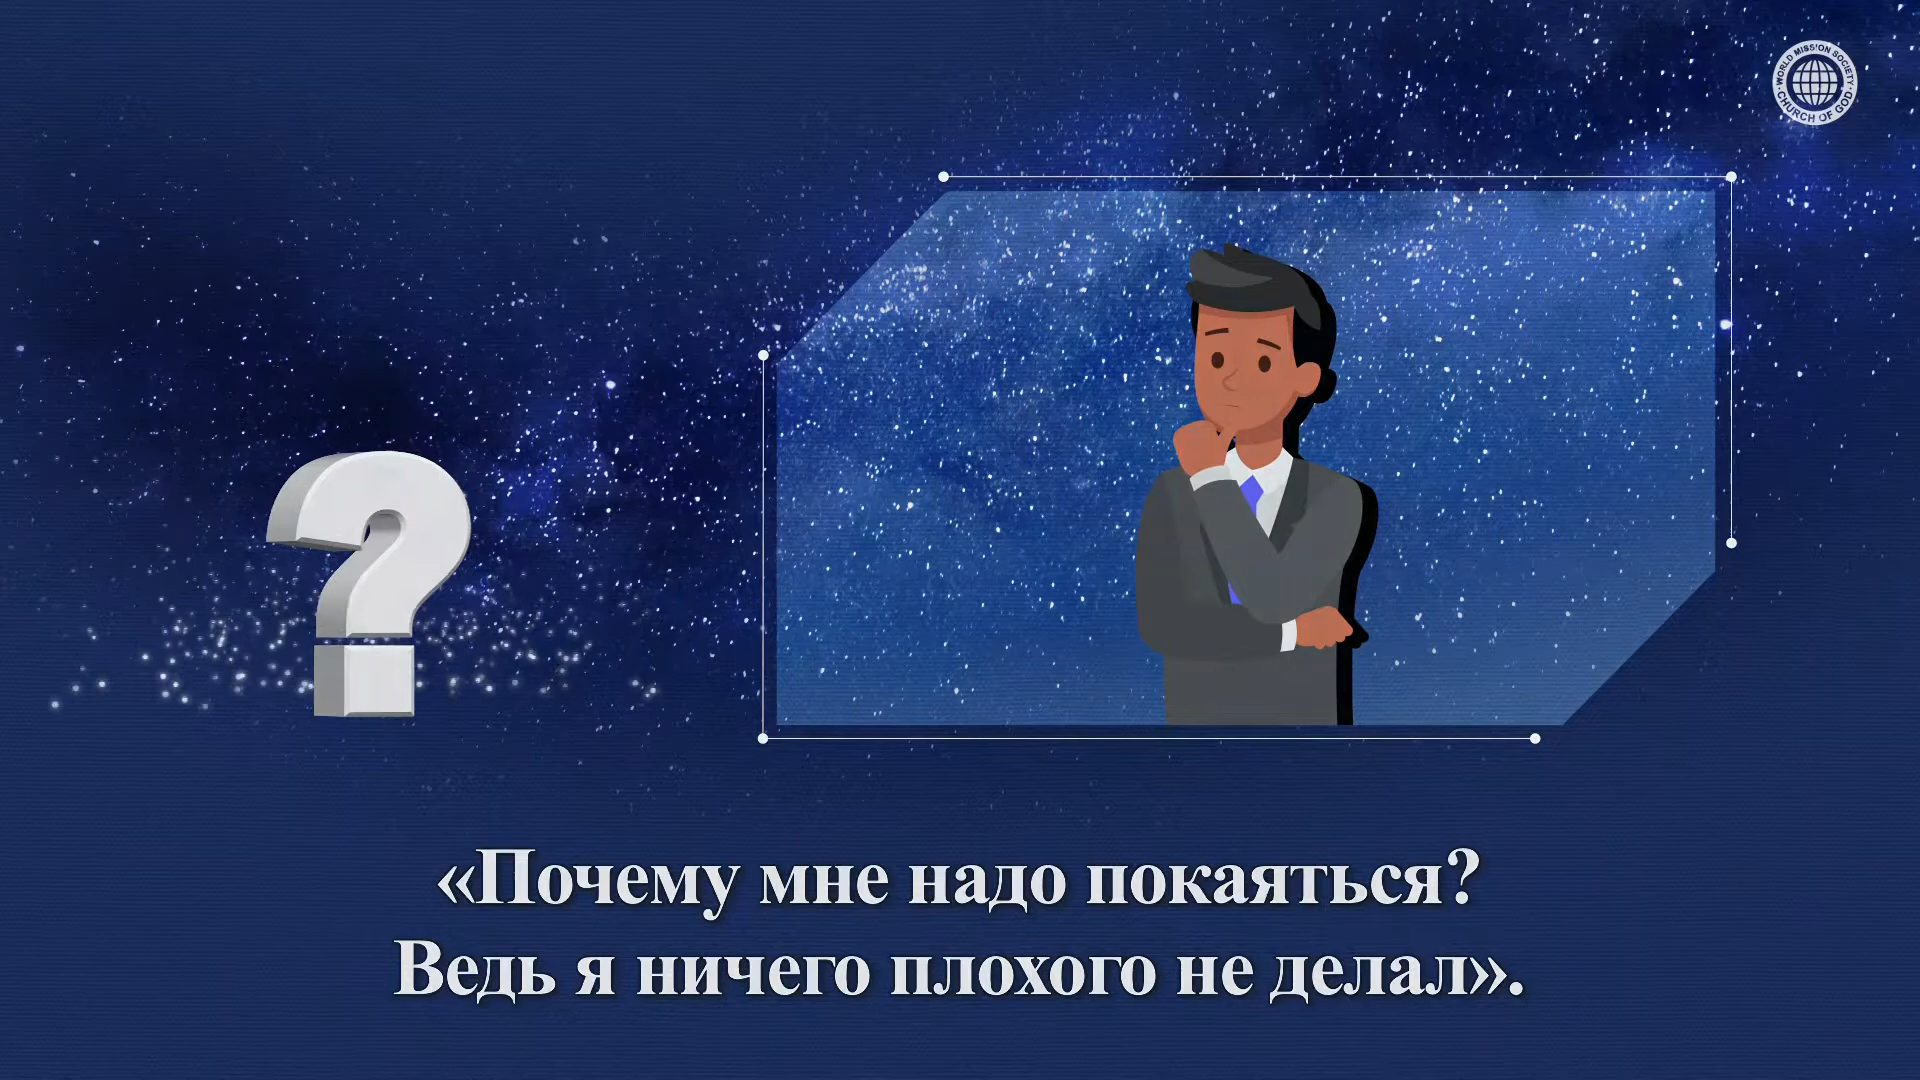 WORLD MISSION SOCIETY
CHURCH OF GOD
?
«Почему мне надо покаяться?
Ведь я ничего плохого не делал».